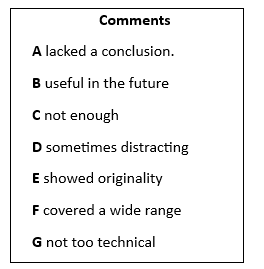 Comments
A lacked a conclusion.
B useful in the future
C not enough
D sometimes distracting
E showed originality
F covered a wide range
G not too technical